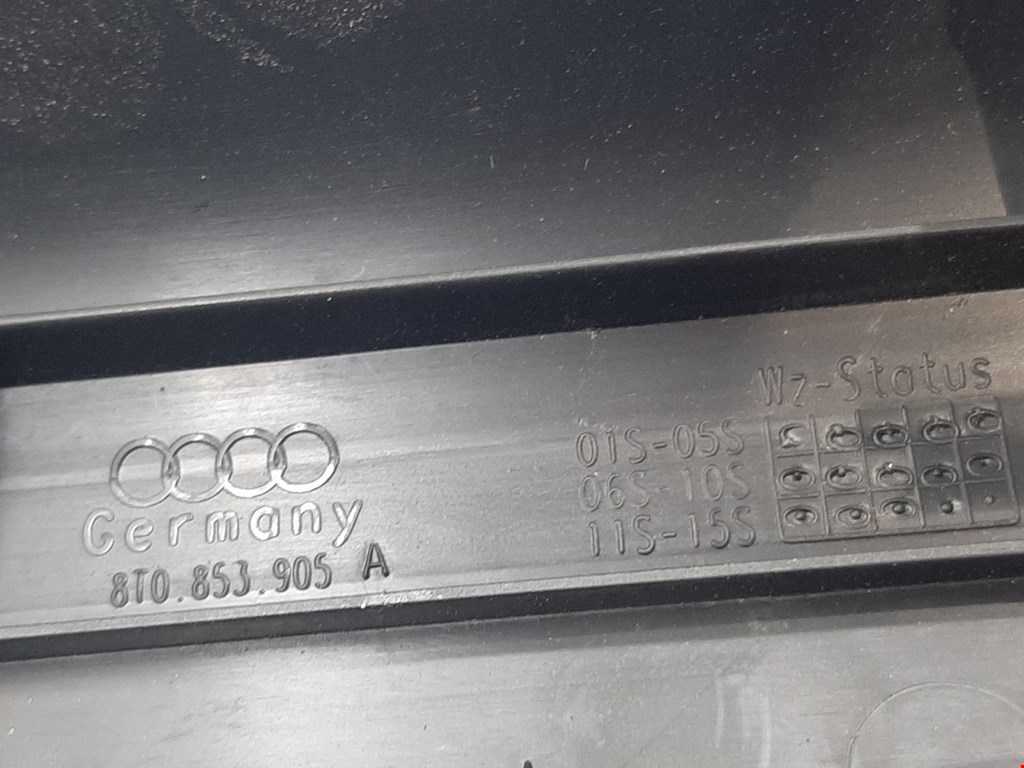 Wz-Status
01S-05S
06S-10S
11S-15S
Germany
8T0.853.905 A